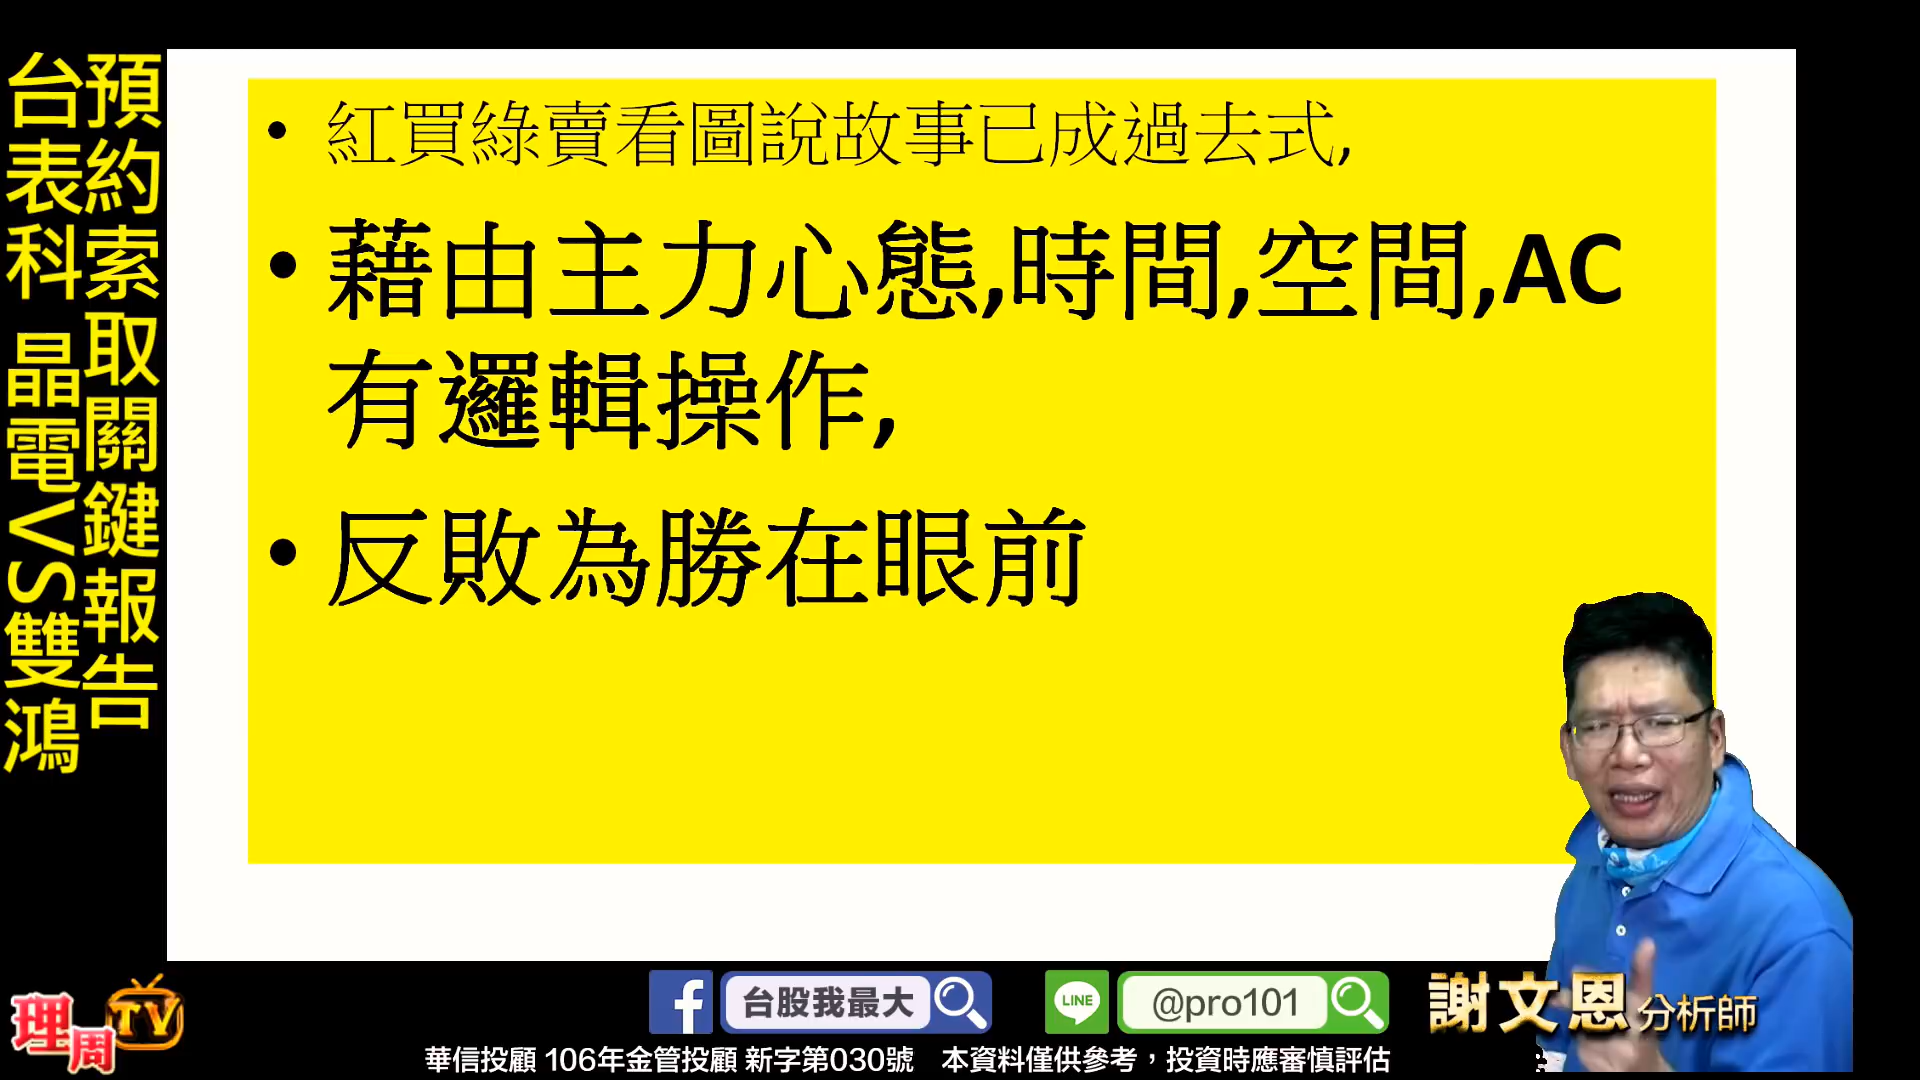 預約索取關鍵報告
台表科 晶電VS雙鴻
• 紅買綠賣看圖說故事已成過去式,
• 藉由主力心態,時間,空間,AC
有邏輯操作,
• 反敗為勝在眼前
理周TV
f 台股我最大
LINE @pro101
謝文恩分析師
華信投顧 106年金管投顧 新字第030號 本資料僅供參考，投資時應審慎評估